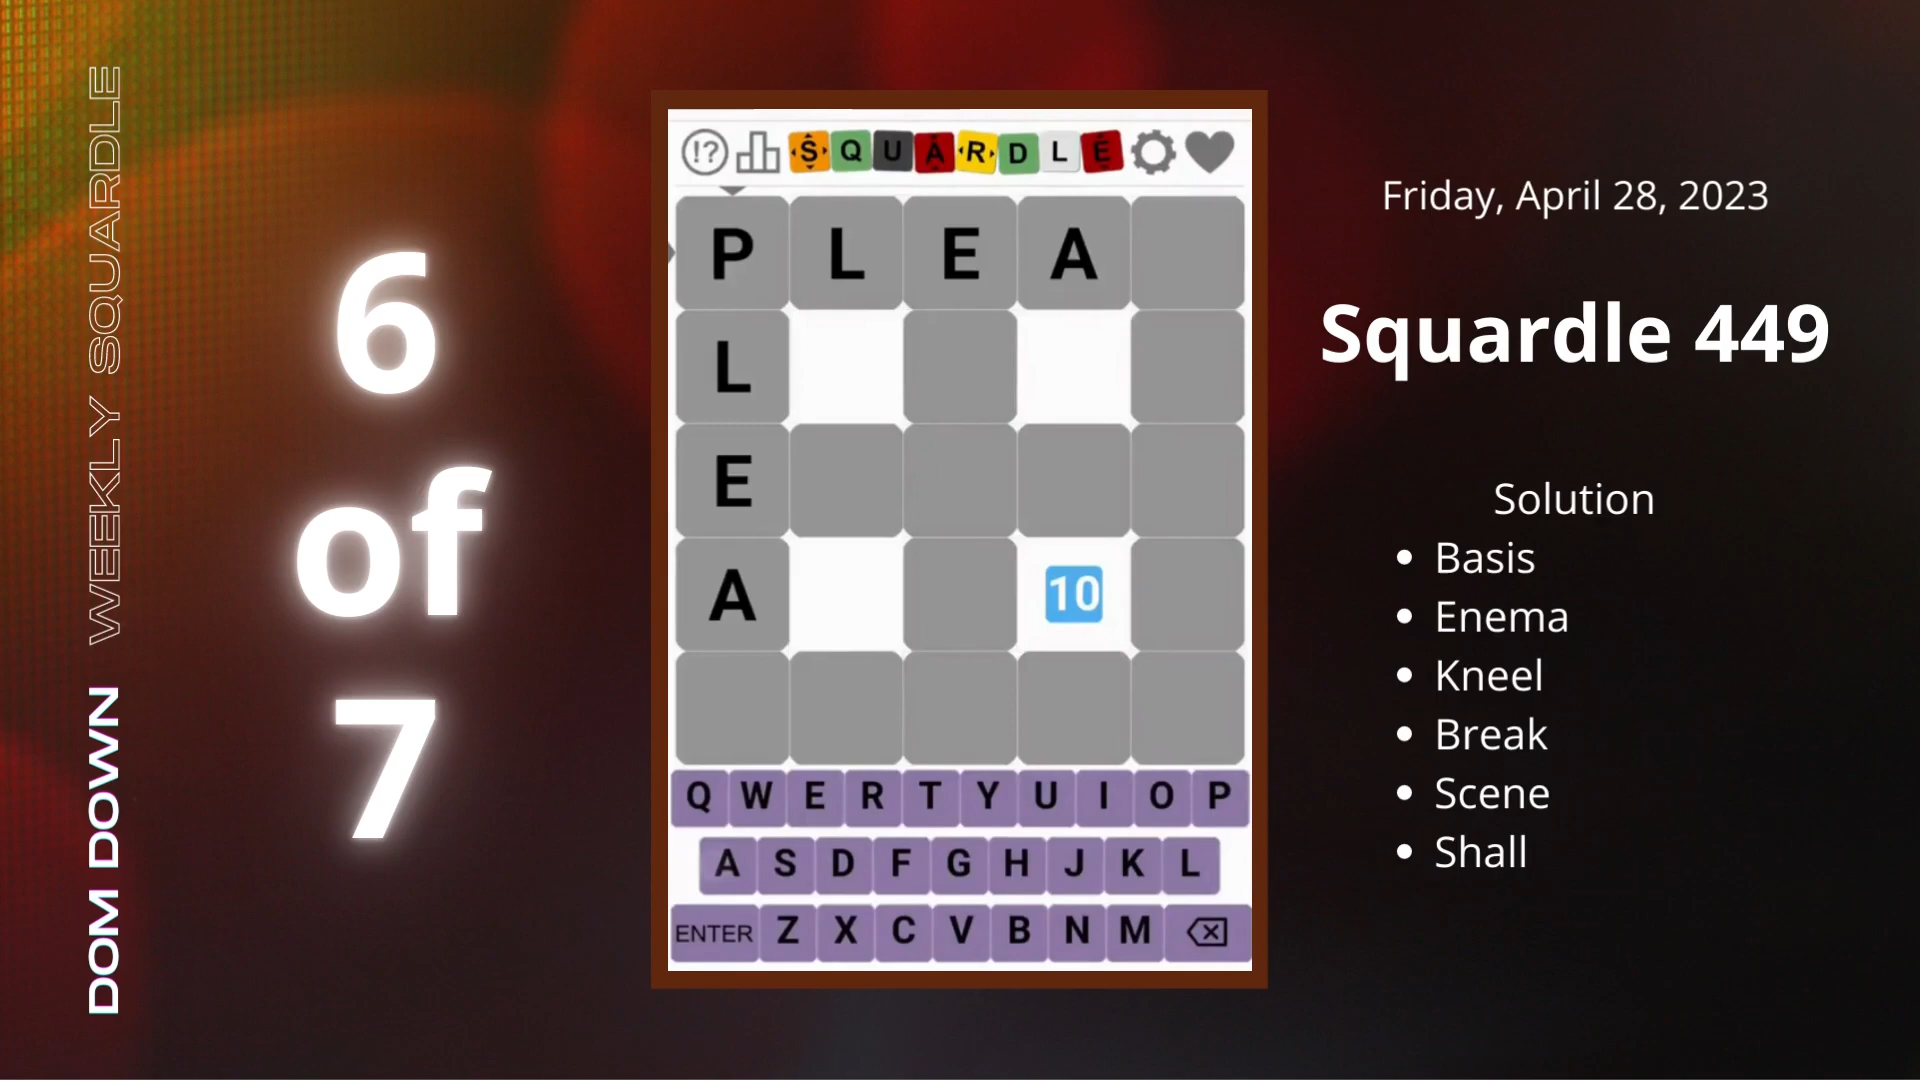 DOM DOWN WEEKLY SQUARDLE
6
of
7
!? SQUARDLE
P L E A
L
E
A 10
Q W E R T Y U I O P
A S D F G H J K L
ENTER Z X C V B N M
Friday, April 28, 2023
Squardle 449
Solution
• Basis
• Enema
• Kneel
• Break
• Scene
• Shall